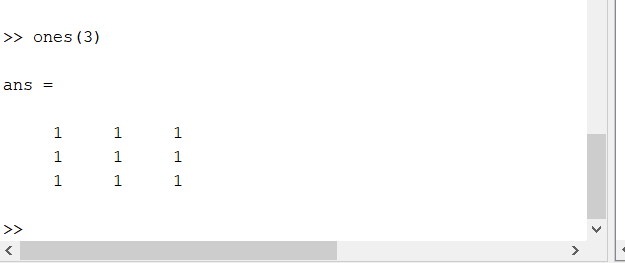 >> ones(3)
ans =
1 1 1
1 1 1
1 1 1
>>